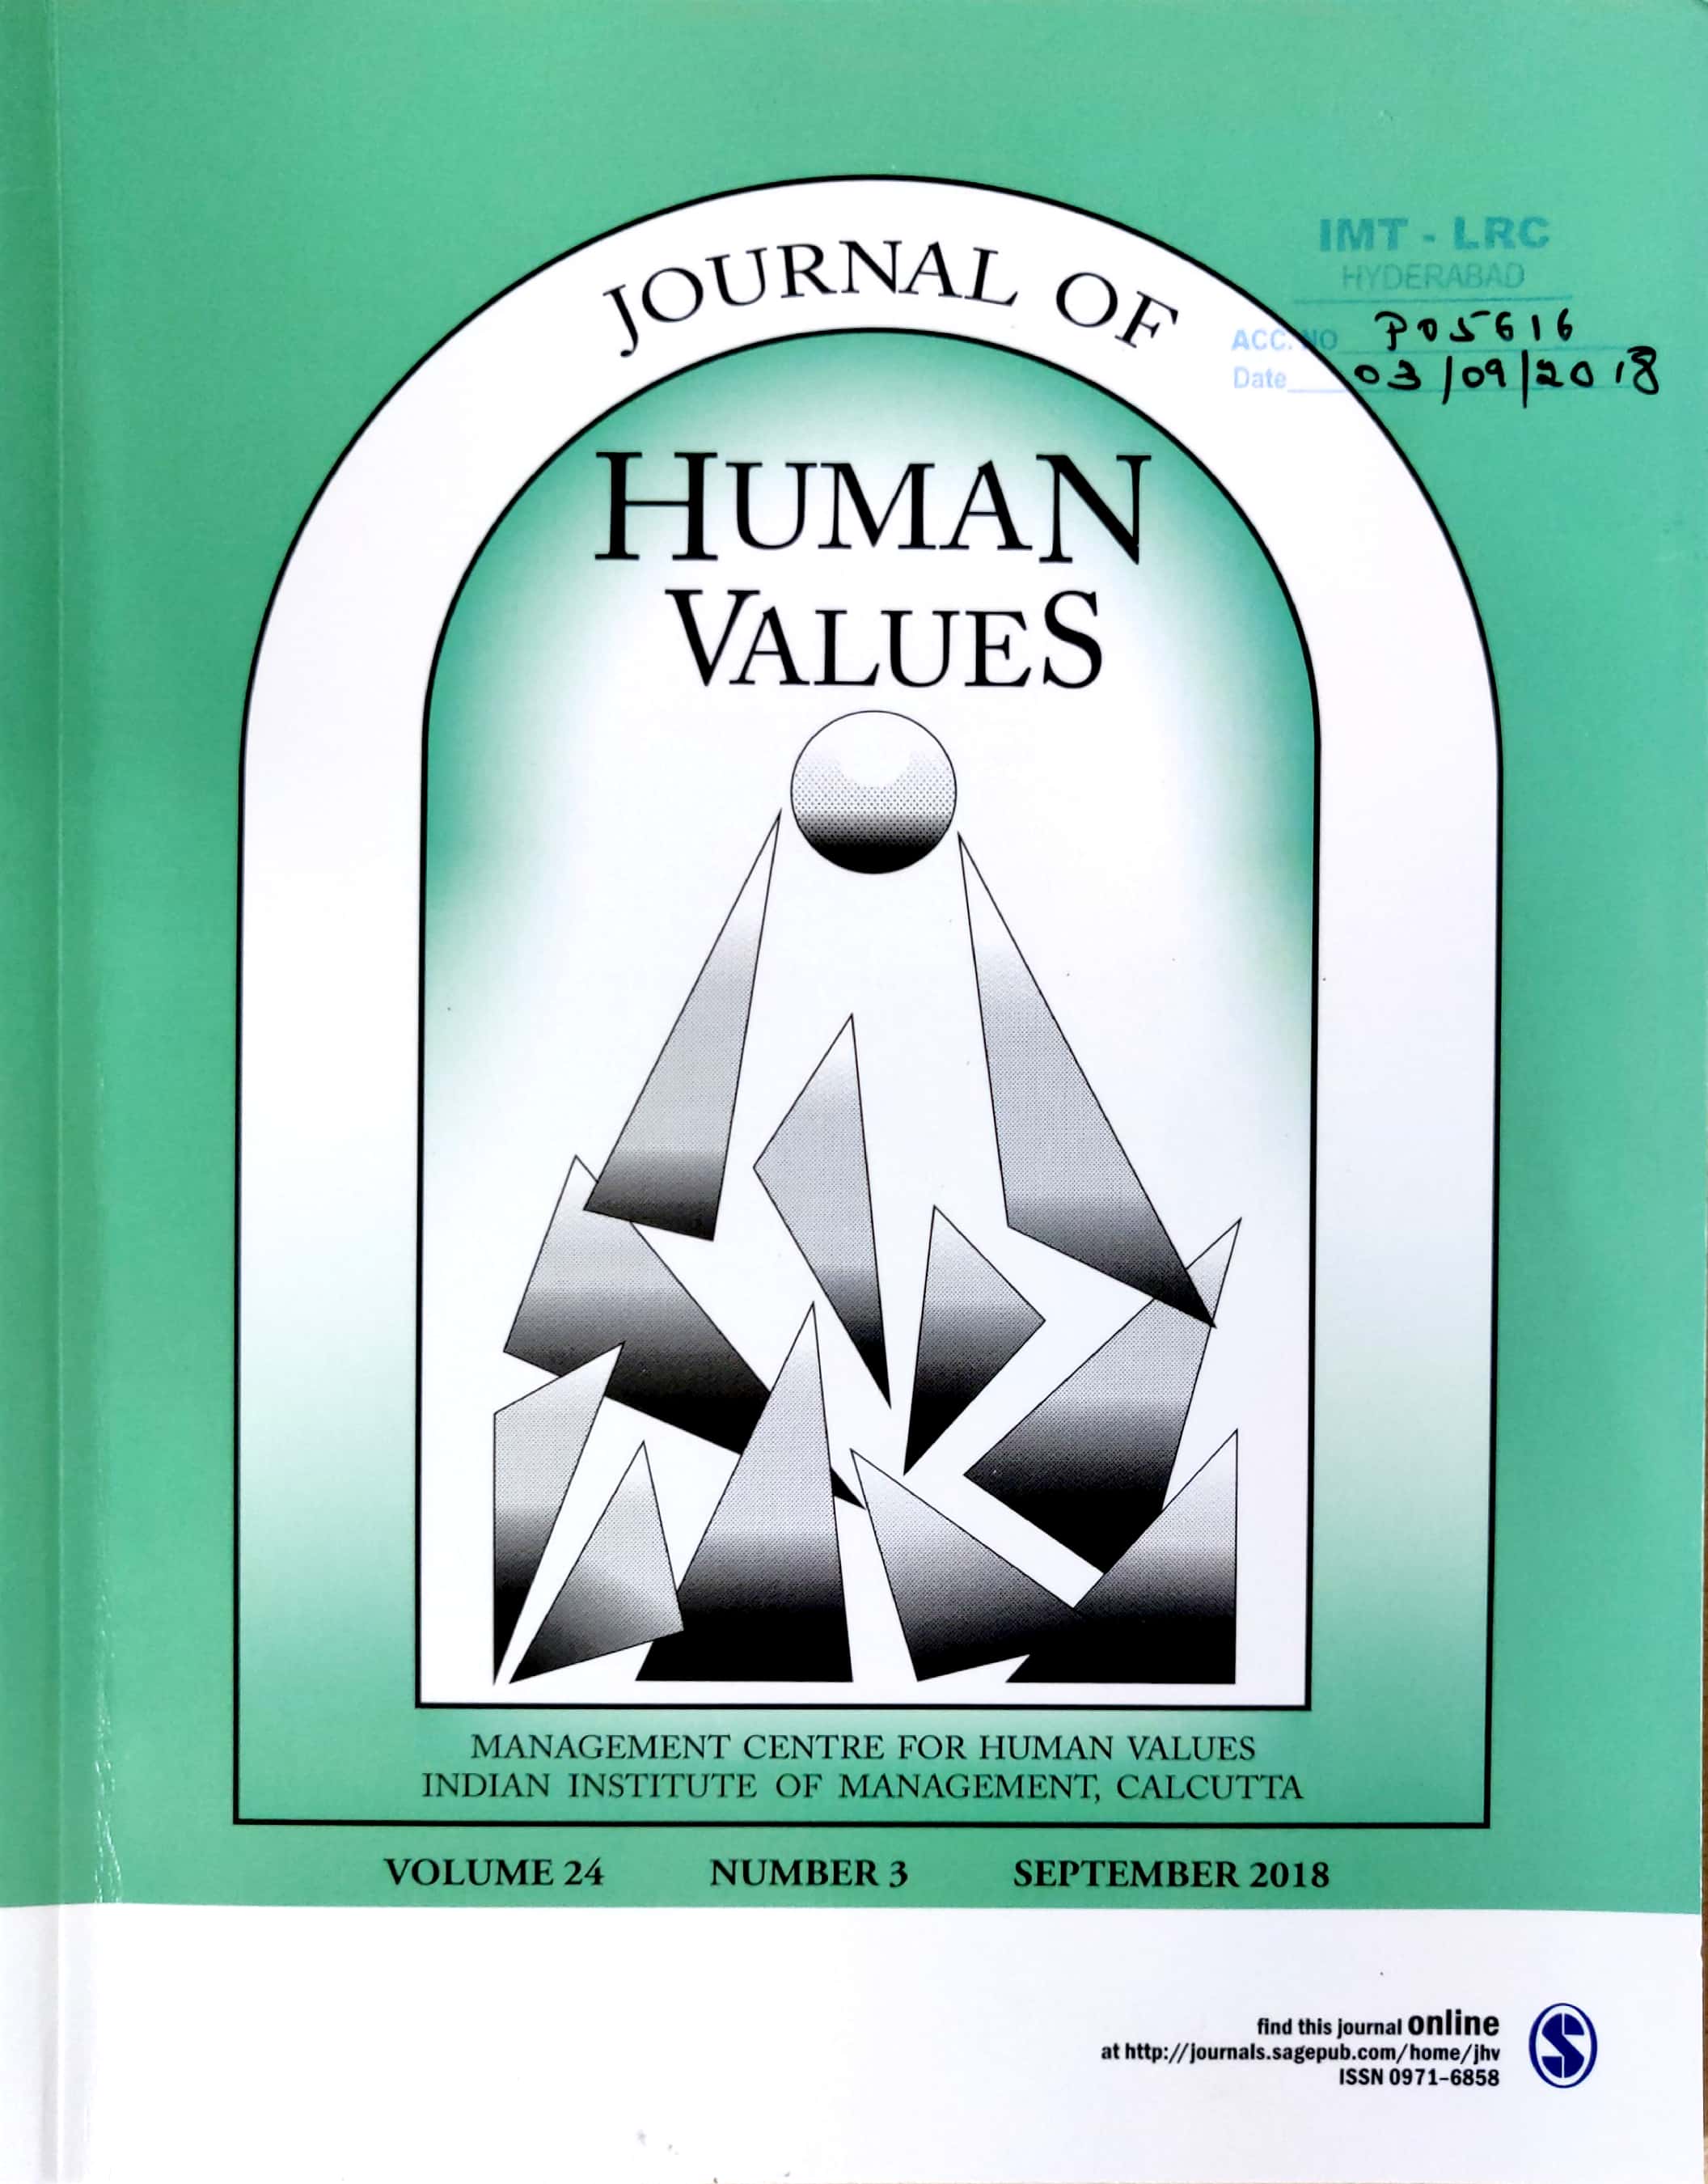 JOURNAL OF
HUMAN
VALUES
IMT - LRC
HYDERABAD
ACC. NO P05616
Date 03/09/2018
MANAGEMENT CENTRE FOR HUMAN VALUES
INDIAN INSTITUTE OF MANAGEMENT, CALCUTTA
VOLUME 24 NUMBER 3 SEPTEMBER 2018
find this journal online
at http://journals.sagepub.com/home/jhv
ISSN 0971-6858
S